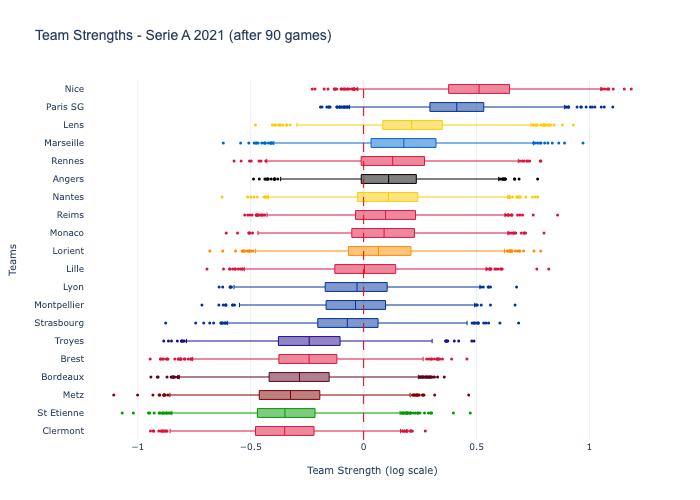 Team Strengths - Serie A 2021 (after 90 games)
Teams
Nice
Paris SG
Lens
Marseille
Rennes
Angers
Nantes
Reims
Monaco
Lorient
Lille
Lyon
Montpellier
Strasbourg
Troyes
Brest
Bordeaux
Metz
St Etienne
Clermont
−1 −0.5 0 0.5 1
Team Strength (log scale)